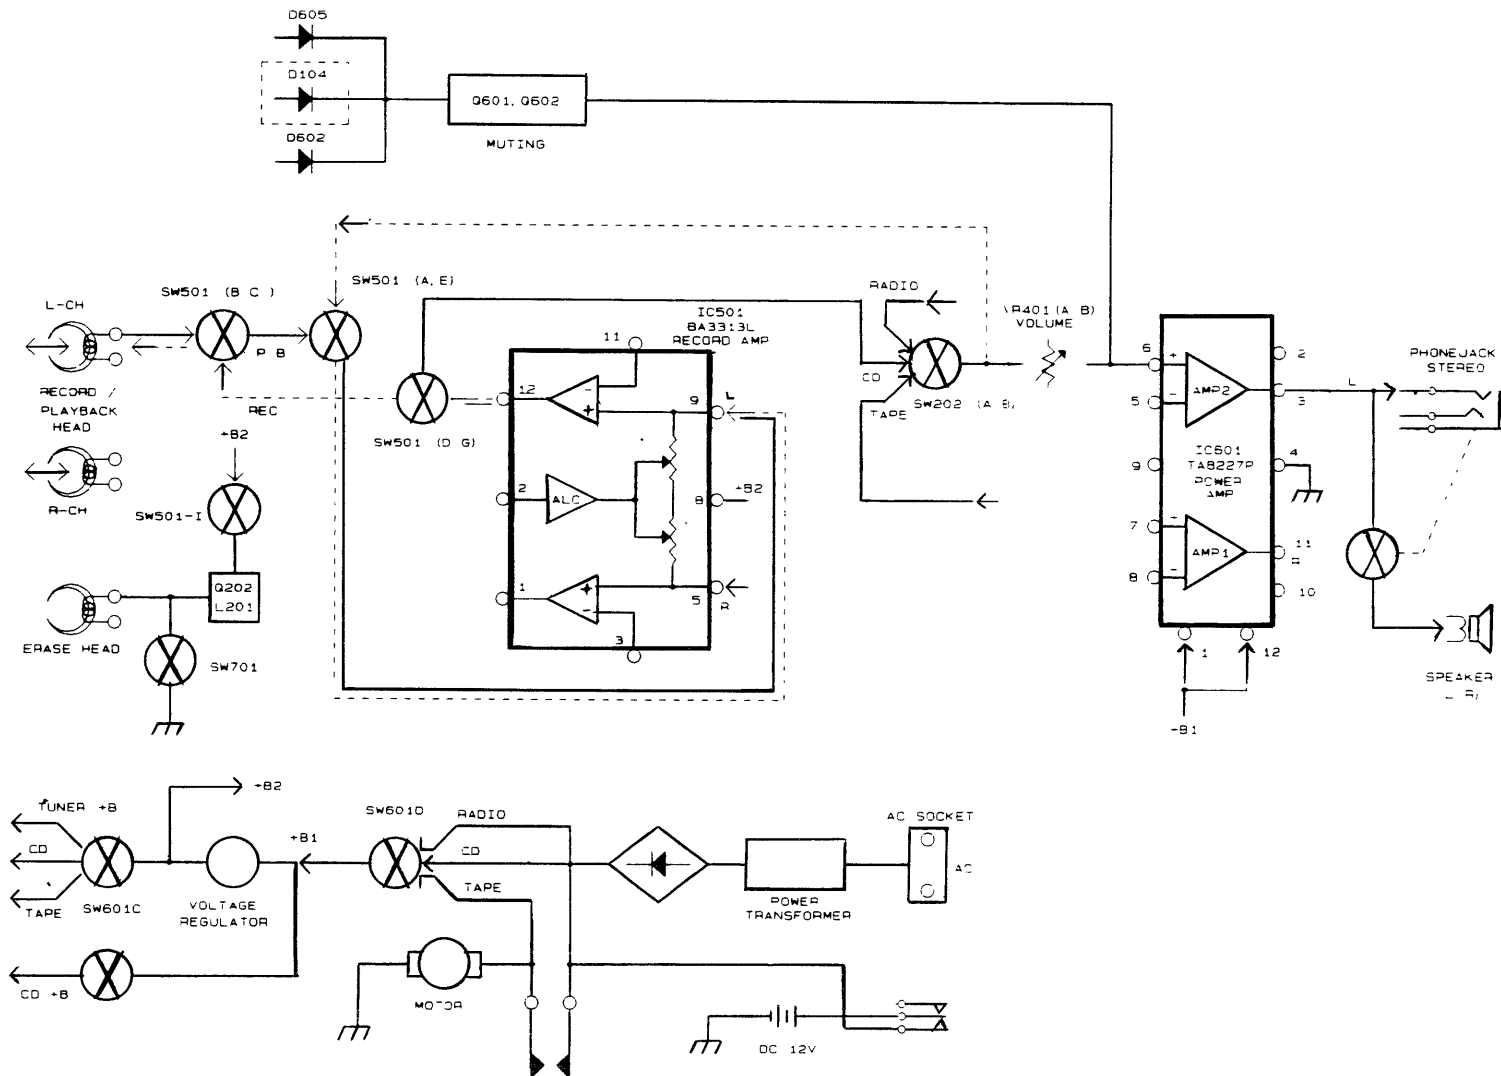 D605
D104
D602
Q601, Q602
MUTING
SW501 (A, E)
SW501 (B C )
L-CH
P B
RECORD /
PLAYBACK
HEAD
REC
+B2
R-CH
SW501-I
Q202
L201
ERASE HEAD
SW701
SW501 (D G)
IC501
BA3313L
RECORD AMP
11
12
9
L
2
ALC
8
+B2
1
5
R
3
RADIO
CD
TAPE
SW202 (A B)
VR401 (A B)
VOLUME
6
5
AMP2
2
3
L
9
IC601
TA8227P
POWER
AMP
4
7
8
AMP1
11
R
10
1
12
+B1
PHONEJACK
STEREO
SPEAKER
TUNER +B
CD
TAPE
SW601C
+B2
VOLTAGE
REGULATOR
+B1
SW601D
RADIO
CD
TAPE
POWER
TRANSFORMER
AC SOCKET
AC
CD +B
MOTOR
DC 12V